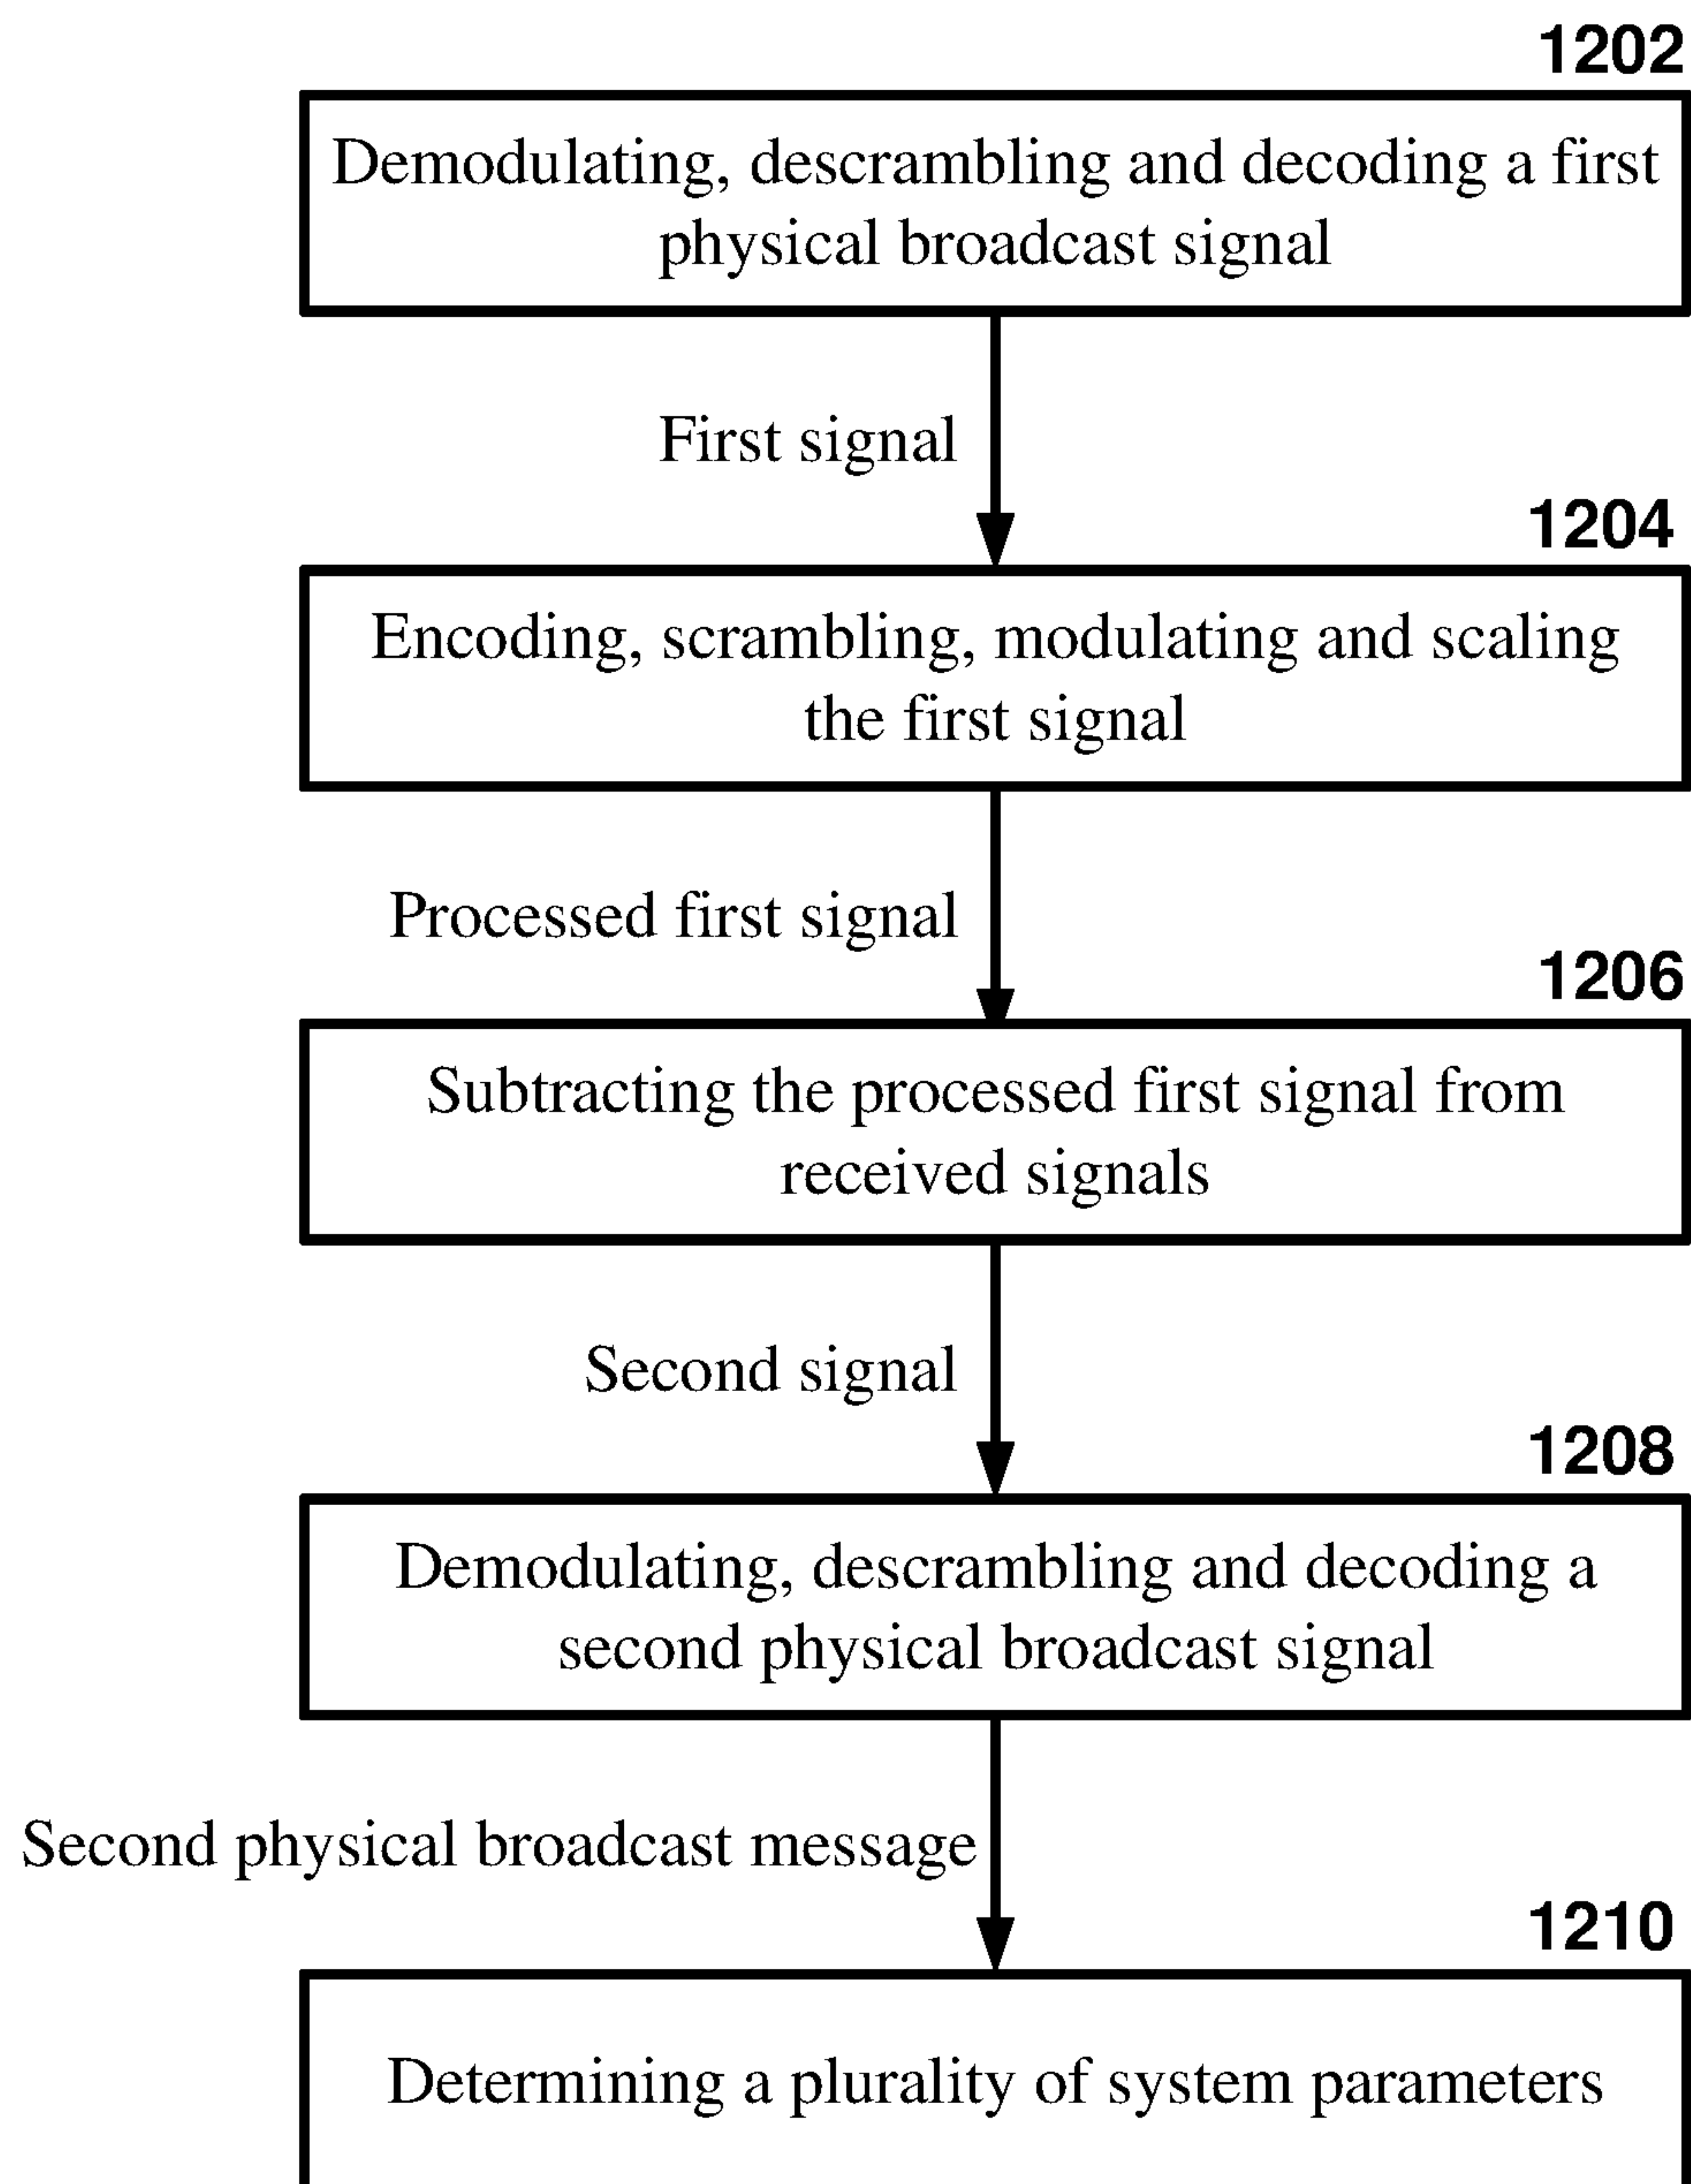 1202
Demodulating, descrambling and decoding a first
physical broadcast signal
First signal
1204
Encoding, scrambling, modulating and scaling
the first signal
Processed first signal
1206
Subtracting the processed first signal from
received signals
Second signal
1208
Demodulating, descrambling and decoding a
second physical broadcast signal
Second physical broadcast message
1210
Determining a plurality of system parameters